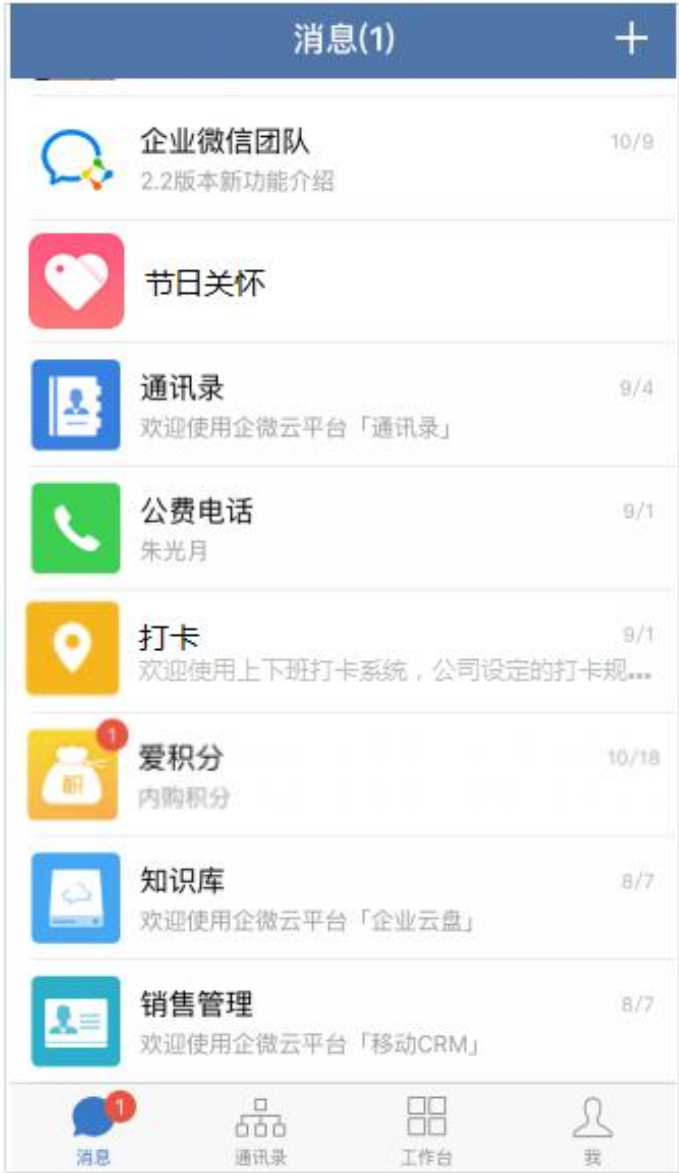 消息(1)
企业微信团队
10/9
2.2版本新功能介绍
节日关怀
通讯录
9/4
欢迎使用企微云平台「通讯录」
公费电话
9/1
朱光月
打卡
9/1
欢迎使用上下班打卡系统，公司设定的打卡规...
1
爱积分
10/18
积
内购积分
知识库
8/7
欢迎使用企微云平台「企业云盘」
销售管理
8/7
欢迎使用企微云平台「移动CRM」
1
消息
通讯录
工作台
我